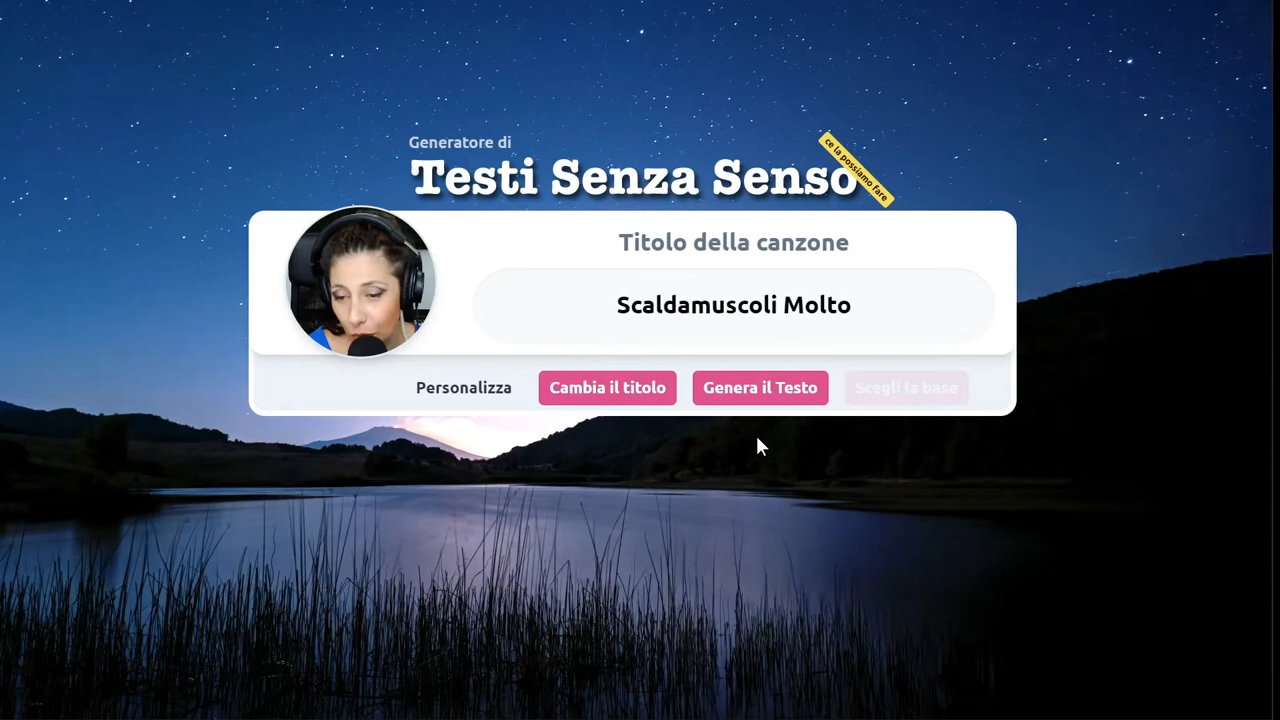 Generatore di
Testi Senza Senso
ce la possiamo fare
Titolo della canzone
Scaldamuscoli Molto
Personalizza
Cambia il titolo
Genera il Testo
Scegli la base